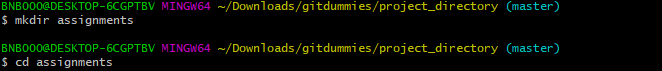 BNBOOO@DESKTOP-6CGPTBV MINGW64 ~/Downloads/gitdummies/project_directory (master)
$ mkdir assignments
BNBOOO@DESKTOP-6CGPTBV MINGW64 ~/Downloads/gitdummies/project_directory (master)
$ cd assignments